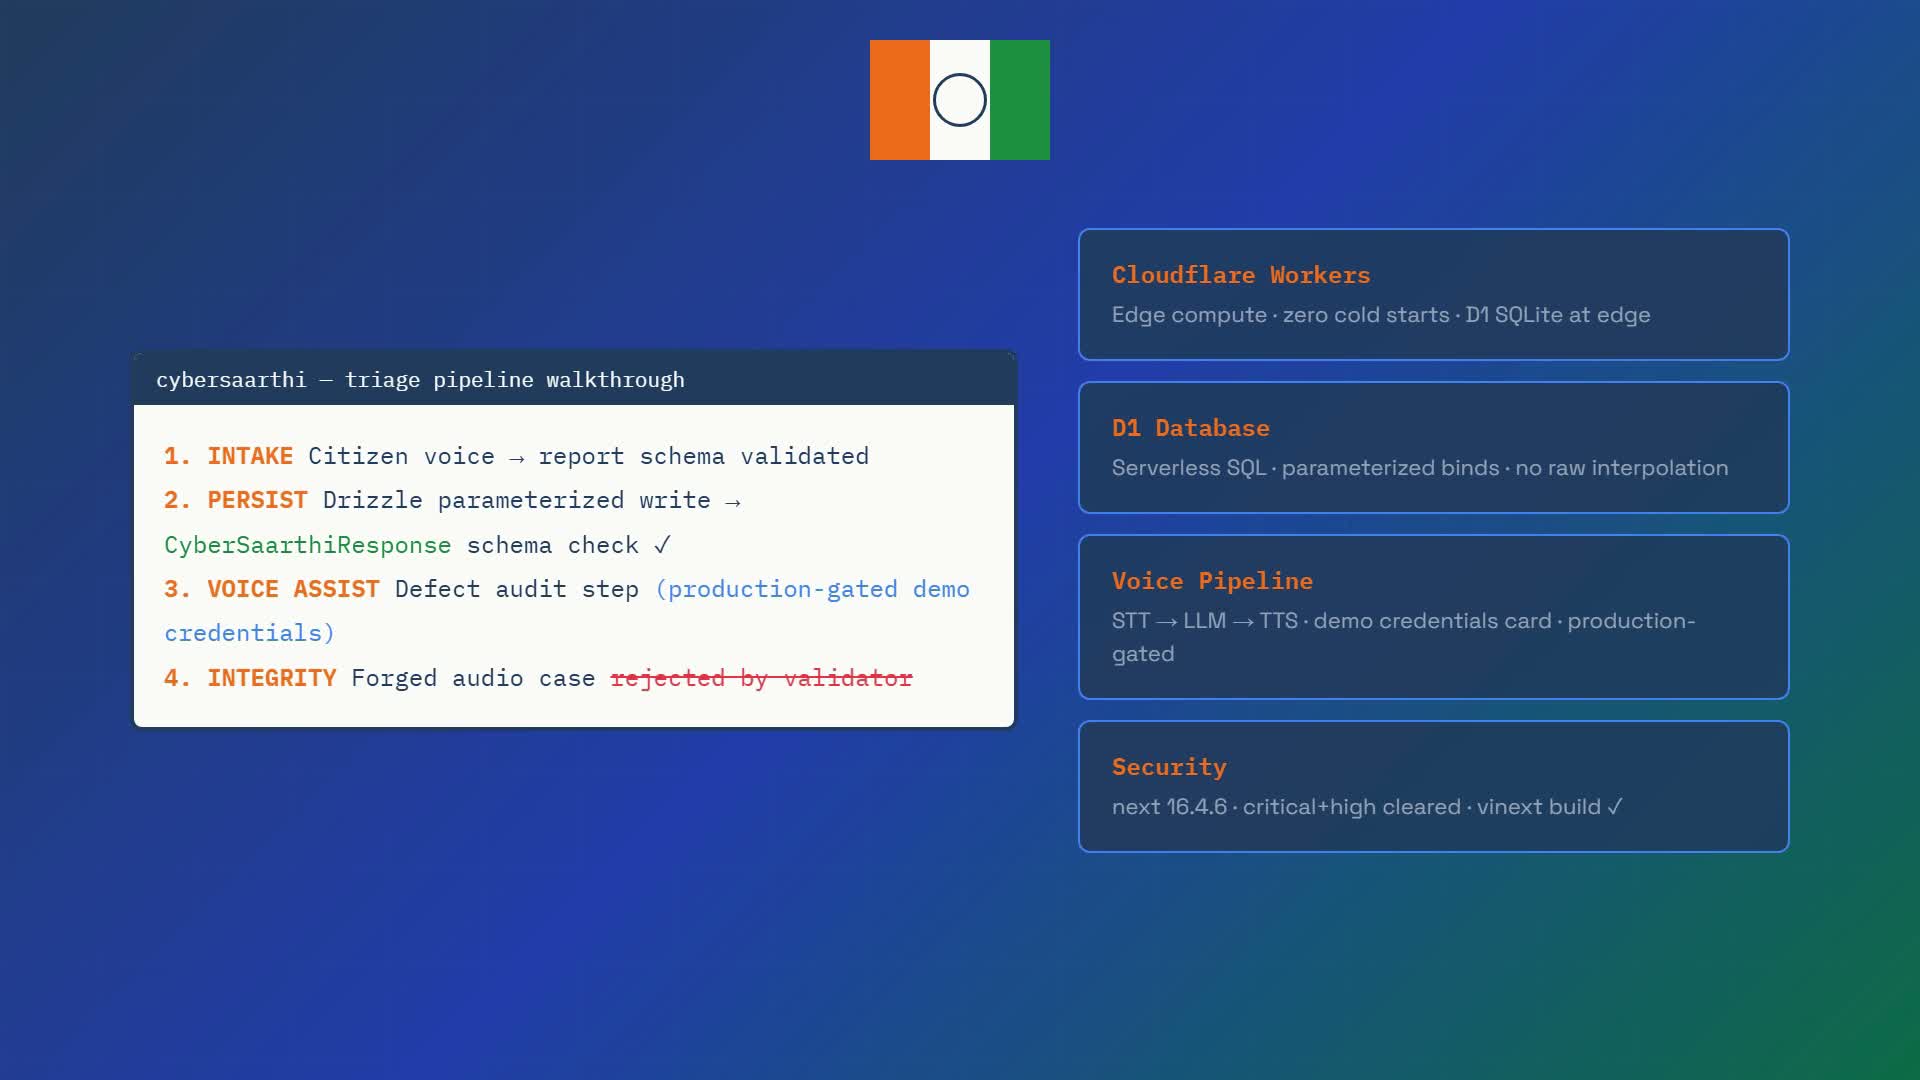 cybersaarthi — triage pipeline walkthrough
1. INTAKE Citizen voice → report schema validated
2. PERSIST Drizzle parameterized write →
CyberSaarthiResponse schema check ✓
3. VOICE ASSIST Defect audit step (production-gated demo
credentials)
4. INTEGRITY Forged audio case rejected by validator
Cloudflare Workers
Edge compute · zero cold starts · D1 SQLite at edge
D1 Database
Serverless SQL · parameterized binds · no raw interpolation
Voice Pipeline
STT → LLM → TTS · demo credentials card · production-
gated
Security
next 16.4.6 · critical+high cleared · vinext build ✓